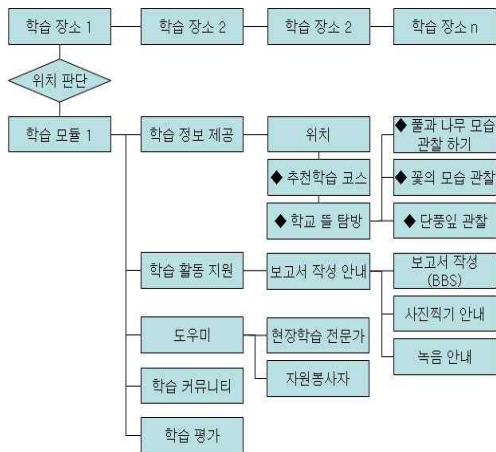 학습 장소 1
학습 장소 2
학습 장소 2
학습 장소 n
위치 판단
학습 모듈 1
학습 정보 제공
위치
◆ 풀과 나무 모습
관찰 하기
◆ 추천학습 코스
◆ 꽃의 모습 관찰
◆ 학교 뜰 탐방
◆ 단풍잎 관찰
학습 활동 지원
보고서 작성 안내
보고서 작성
(BBS)
사진찍기 안내
녹음 안내
도우미
현장학습 전문가
자원봉사자
학습 커뮤니티
학습 평가